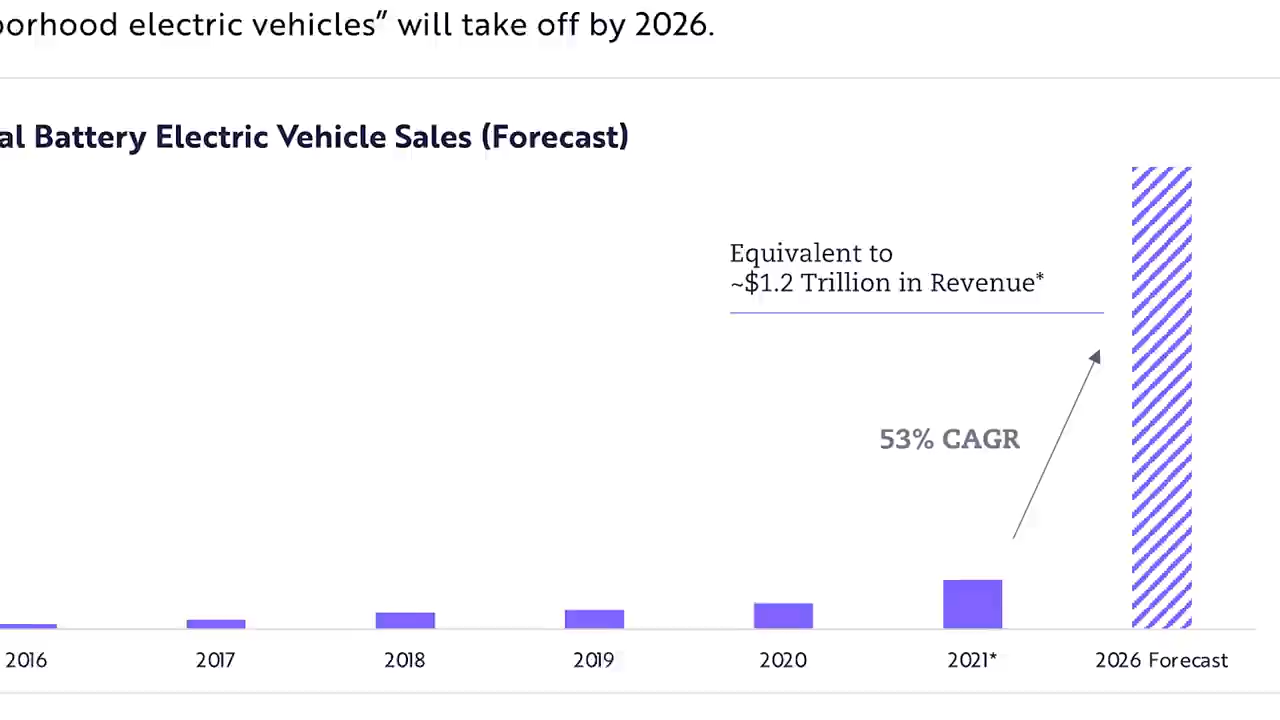 orhood electric vehicles” will take off by 2026.
al Battery Electric Vehicle Sales (Forecast)
Equivalent to
~$1.2 Trillion in Revenue*
53% CAGR
2016 2017 2018 2019 2020 2021* 2026 Forecast